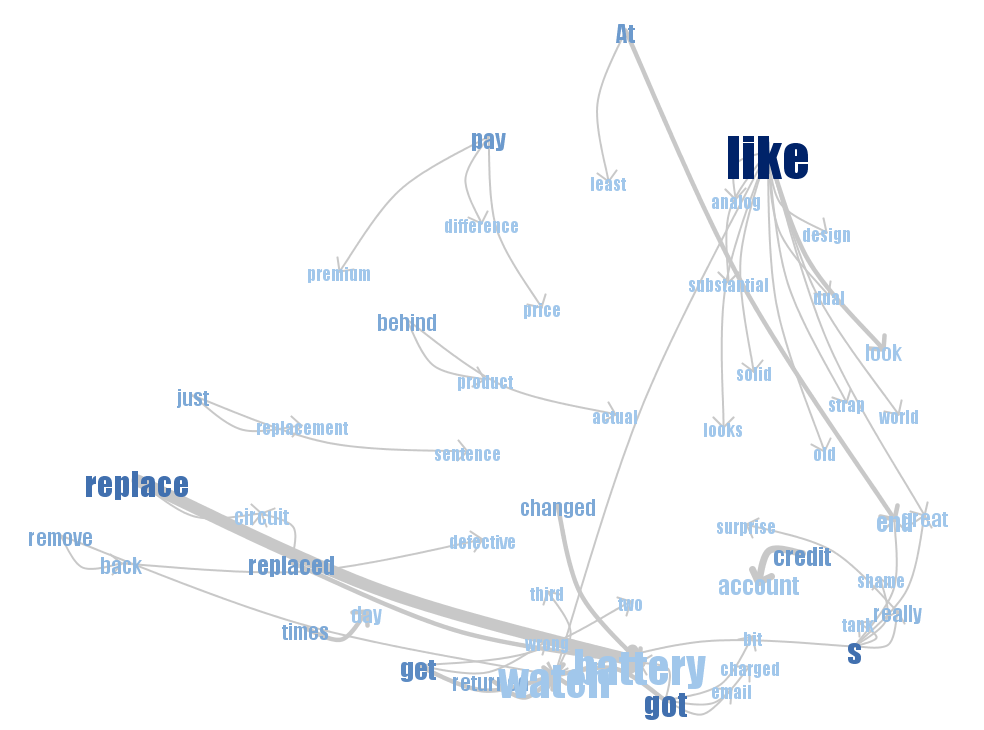 At
like
pay
least
analog
difference
design
premium
substantial
dual
price
behind
look
product
solid
just
strap
actual
world
replacement
looks
sentence
old
replace
changed
circuit
end
great
surprise
remove
defective
credit
back
replaced
account
shame
third
two
day
really
times
tank
wrong
bit
s
get
battery
charged
return
watch
email
got